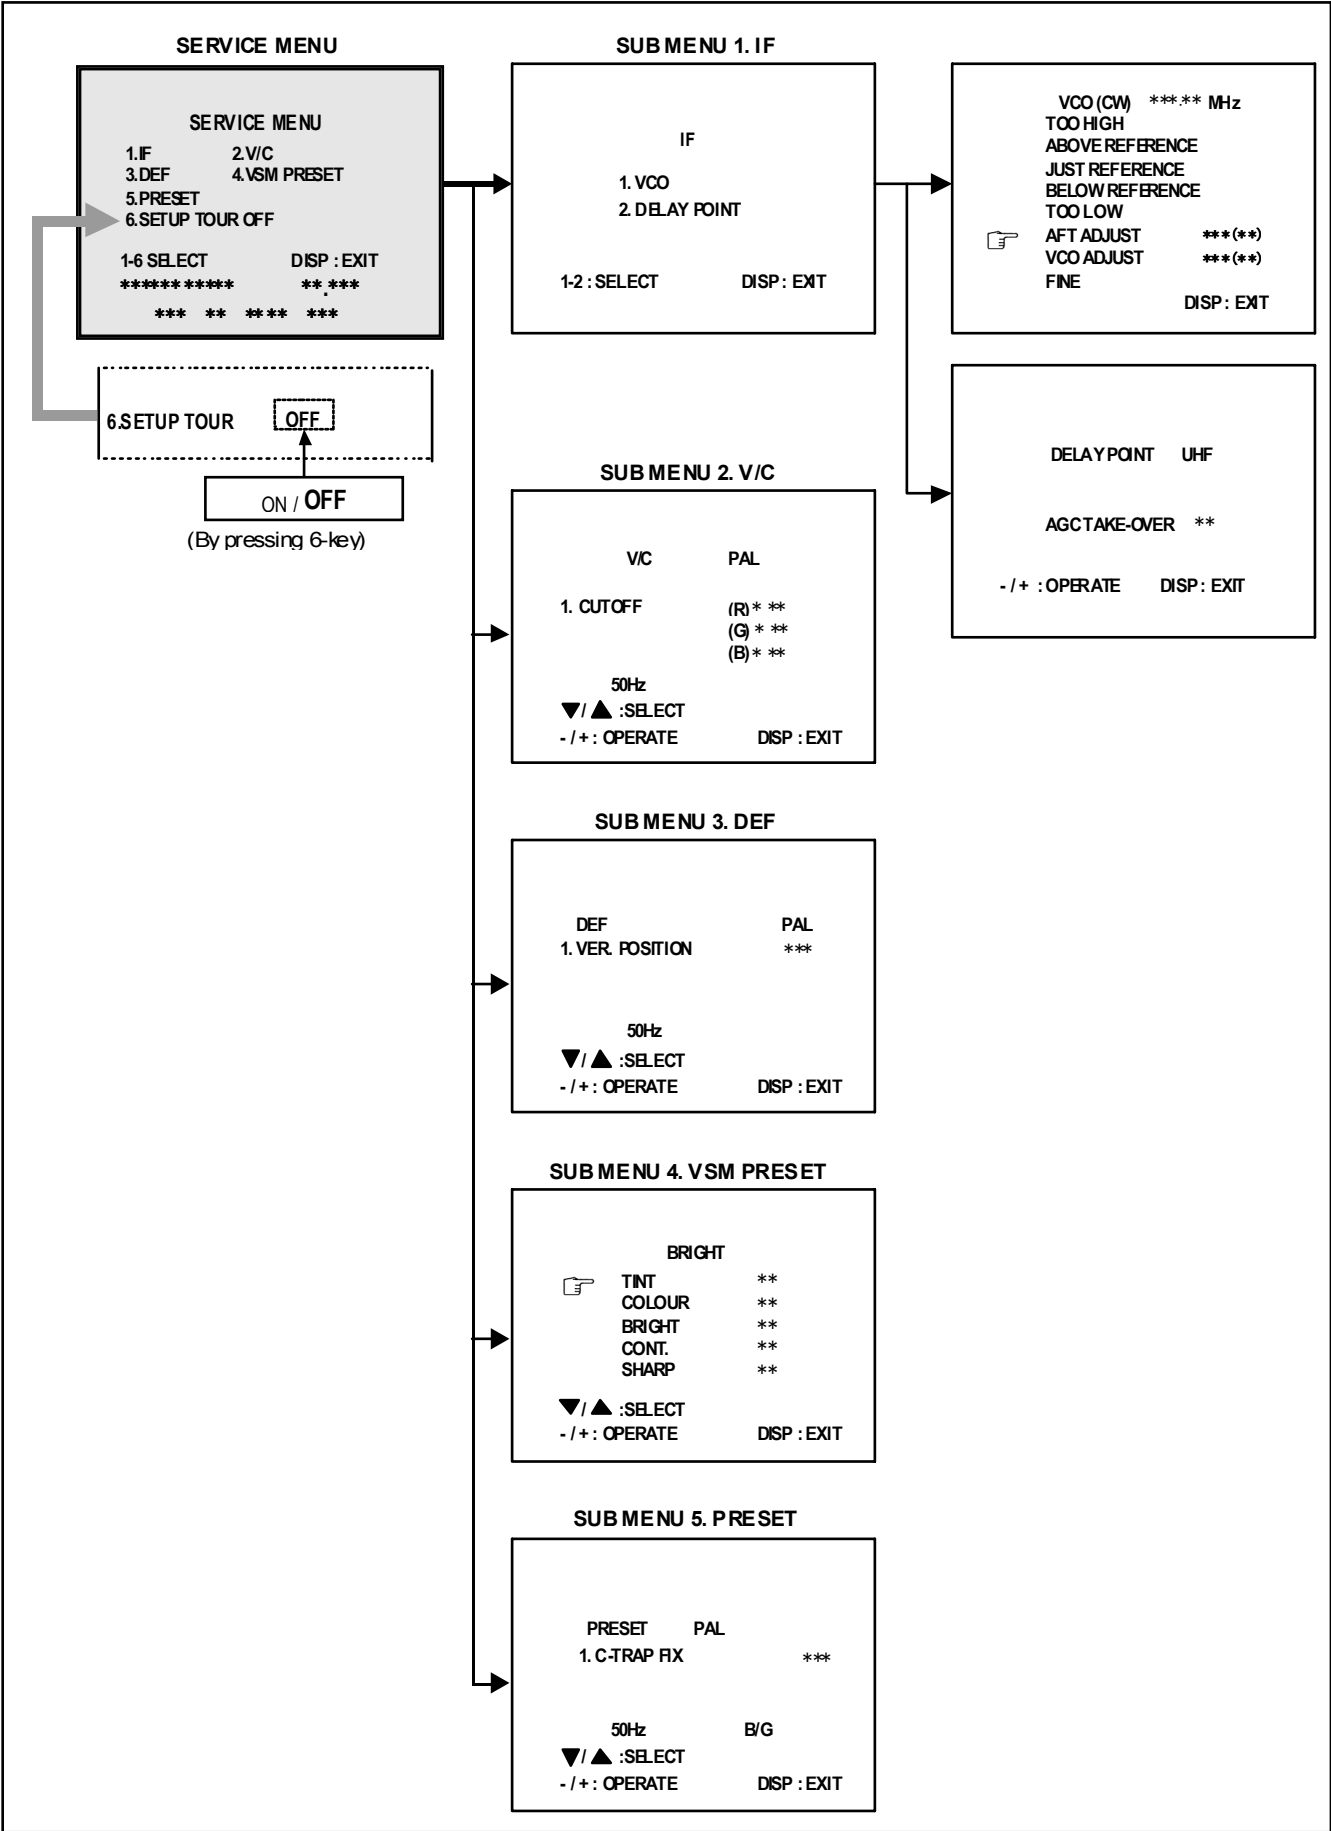 SERVICE MENU
SERVICE MENU
1.IF 2.V/C
3.DEF 4.VSM PRESET
5.PRESET
6.SETUP TOUR OFF
1-6 SELECT DISP : EXIT
*********** **.***
*** ** **** ***
6.SETUP TOUR OFF
ON / OFF
(By pressing 6-key)
SUB MENU 1. IF
IF
1. VCO
2. DELAY POINT
1-2 : SELECT DISP : EXIT
VCO (CW) ***.** MHz
TOO HIGH
ABOVE REFERENCE
JUST REFERENCE
BELOW REFERENCE
TOO LOW
☞ AFT ADJUST ***(**)
VCO ADJUST ***(**)
FINE
DISP : EXIT
DELAY POINT UHF
AGC TAKE-OVER **
- / + : OPERATE DISP : EXIT
SUB MENU 2. V/C
V/C PAL
1. CUTOFF (R) * **
(G) * **
(B) * **
50Hz
▼/ ▲ :SELECT
- / + : OPERATE DISP : EXIT
SUB MENU 3. DEF
DEF PAL
1. VER. POSITION ***
50Hz
▼/ ▲ :SELECT
- / + : OPERATE DISP : EXIT
SUB MENU 4. VSM PRESET
BRIGHT
☞ TINT **
COLOUR **
BRIGHT **
CONT. **
SHARP **
▼/ ▲ :SELECT
- / + : OPERATE DISP : EXIT
SUB MENU 5. PRESET
PRESET PAL
1. C-TRAP FIX ***
50Hz B/G
▼/ ▲ :SELECT
- / + : OPERATE DISP : EXIT